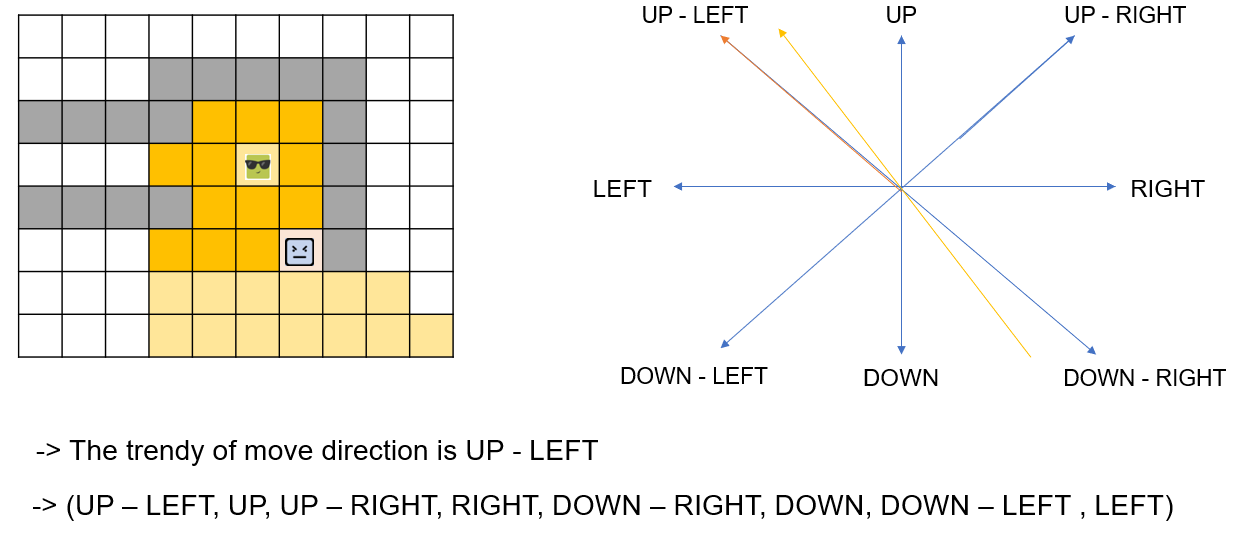 UP - LEFT
UP
UP - RIGHT
LEFT
RIGHT
DOWN - LEFT
DOWN
DOWN - RIGHT
-> The trendy of move direction is UP - LEFT
-> (UP – LEFT, UP, UP – RIGHT, RIGHT, DOWN – RIGHT, DOWN, DOWN – LEFT , LEFT)